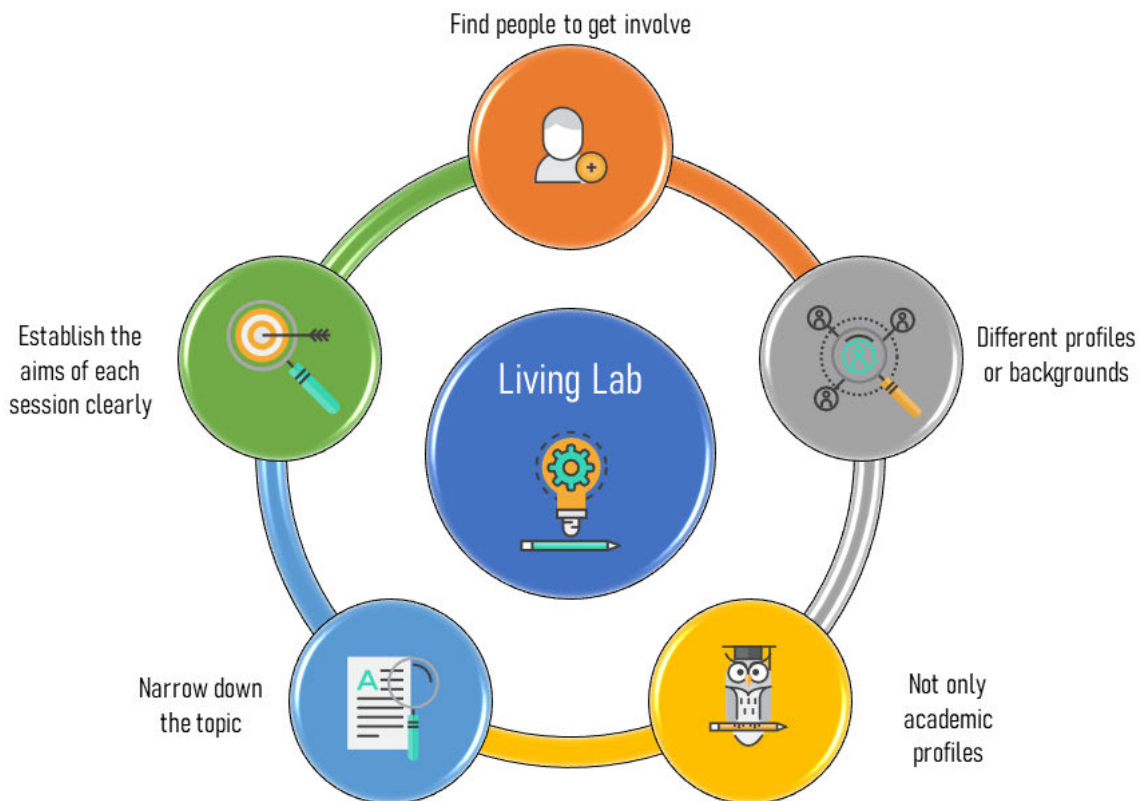 Find people to get involve
Different profiles
or backgrounds
Not only
academic
profiles
Narrow down
the topic
A
Establish the
aims of each
session clearly
Living Lab